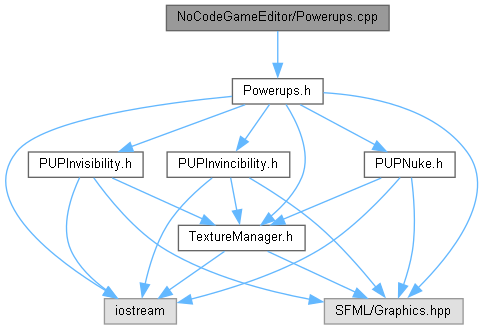 NoCodeGameEditor/Powerups.cpp
Powerups.h
PUPInvisibility.h
PUPInvincibility.h
PUPNuke.h
TextureManager.h
iostream
SFML/Graphics.hpp